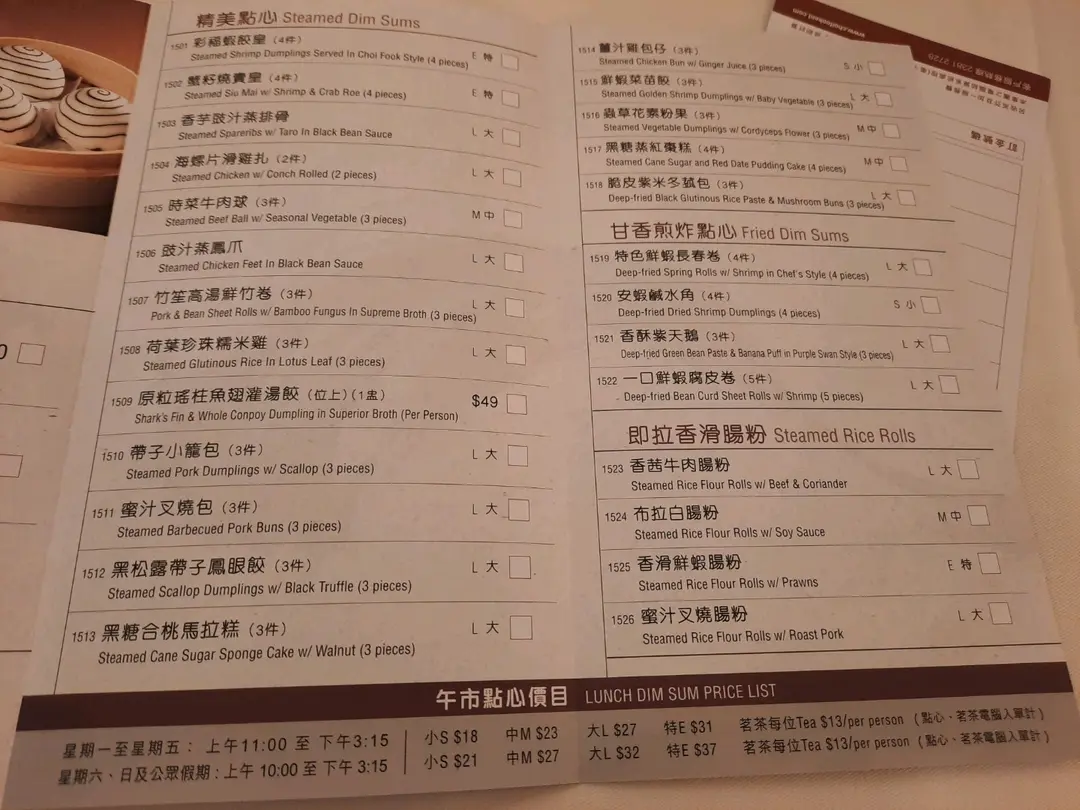 精美點心 Steamed Dim Sums
1501 彩福蝦餃皇（4件） E 特
Steamed Shrimp Dumplings Served In Choi Fook Style (4 pieces)
1502 蟹籽燒賣皇（4件） E 特
Steamed Siu Mai w/ Shrimp & Crab Roe (4 pieces)
1503 香芋豉汁蒸排骨 L 大
Steamed Spareribs w/ Taro In Black Bean Sauce
1504 海螺片滑雞扎（2件） L 大
Steamed Chicken w/ Conch Rolled (2 pieces)
1505 時菜牛肉球（3件） M 中
Steamed Beef Ball w/ Seasonal Vegetable (3 pieces)
1506 豉汁蒸鳳爪 L 大
Steamed Chicken Feet In Black Bean Sauce
1507 竹笙高湯鮮竹卷（3件） L 大
Pork & Bean Sheet Rolls w/ Bamboo Fungus In Supreme Broth (3 pieces)
1508 荷葉珍珠糯米雞（3件） L 大
Steamed Glutinous Rice In Lotus Leaf (3 pieces)
1509 原粒瑤柱魚翅灌湯餃（位上）（1盅） $49
Shark's Fin & Whole Conpoy Dumpling in Superior Broth (Per Person)
1510 帶子小籠包（3件） L 大
Steamed Pork Dumplings w/ Scallop (3 pieces)
1511 蜜汁叉燒包（3件） L 大
Steamed Barbecued Pork Buns (3 pieces)
1512 黑松露帶子鳳眼餃（3件） L 大
Steamed Scallop Dumplings w/ Black Truffle (3 pieces)
1513 黑糖合桃馬拉糕（3件） L 大
Steamed Cane Sugar Sponge Cake w/ Walnut (3 pieces)
1514 薑汁雞包仔（3件） S 小
Steamed Chicken Bun w/ Ginger Juice (3 pieces)
1515 鮮蝦菜苗餃（3件） L 大
Steamed Golden Shrimp Dumplings w/ Baby Vegetable (3 pieces)
1516 蟲草花素粉果（3件） M 中
Steamed Vegetable Dumplings w/ Cordyceps Flower (3 pieces)
1517 黑糖蒸紅棗糕（4件） M 中
Steamed Cane Sugar and Red Date Pudding Cake (4 pieces)
1518 脆皮紫米冬菰包（3件） L 大
Deep-fried Black Glutinous Rice Paste & Mushroom Buns (3 pieces)
甘香煎炸點心 Fried Dim Sums
1519 特色鮮蝦長春卷（4件） L 大
Deep-fried Spring Rolls w/ Shrimp in Chef's Style (4 pieces)
1520 安蝦鹹水角（4件） S 小
Deep-fried Dried Shrimp Dumplings (4 pieces)
1521 香酥紫天鵝（3件） L 大
Deep-fried Green Bean Paste & Banana Puff in Purple Swan Style (3 pieces)
1522 一口鮮蝦腐皮卷（5件） L 大
Deep-fried Bean Curd Sheet Rolls w/ Shrimp (5 pieces)
即拉香滑腸粉 Steamed Rice Rolls
1523 香茜牛肉腸粉 L 大
Steamed Rice Flour Rolls w/ Beef & Coriander
1524 布拉白腸粉 M 中
Steamed Rice Flour Rolls w/ Soy Sauce
1525 香滑鮮蝦腸粉 E 特
Steamed Rice Flour Rolls w/ Prawns
1526 蜜汁叉燒腸粉 L 大
Steamed Rice Flour Rolls w/ Roast Pork
午市點心價目 LUNCH DIM SUM PRICE LIST
星期一至星期五：上午11:00 至 下午3:15 小S $18 中M $23 大L $27 特E $31 茗茶每位Tea $13/per person（點心、茗茶電腦入單計）
星期六、日及公眾假期：上午 10:00 至 下午 3:15 小S $21 中M $27 大L $32 特E $37 茗茶每位Tea $13/per person（點心、茗茶電腦入單計）
客戶服務熱線 2381 2728
訂金號碼